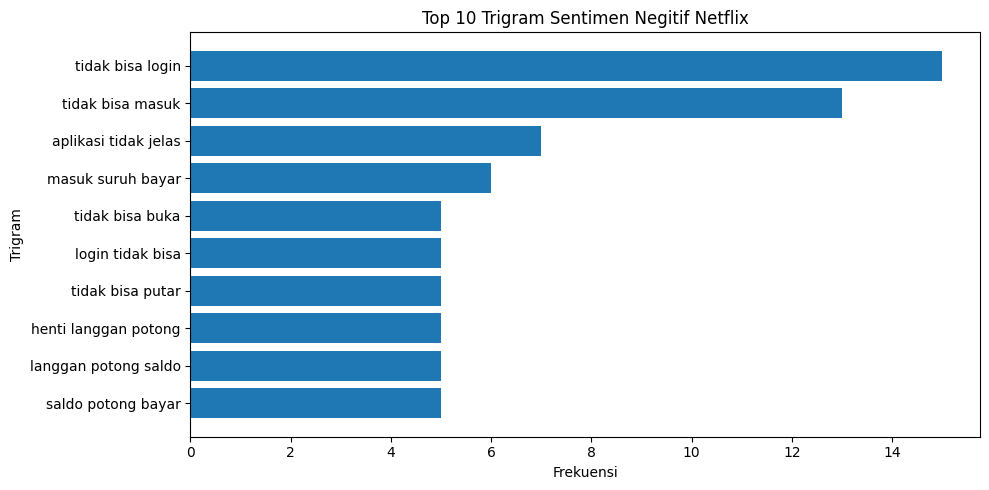 Top 10 Trigram Sentimen Negitif Netflix
Trigram
tidak bisa login
tidak bisa masuk
aplikasi tidak jelas
masuk suruh bayar
tidak bisa buka
login tidak bisa
tidak bisa putar
henti langgan potong
langgan potong saldo
saldo potong bayar
0 2 4 6 8 10 12 14
Frekuensi